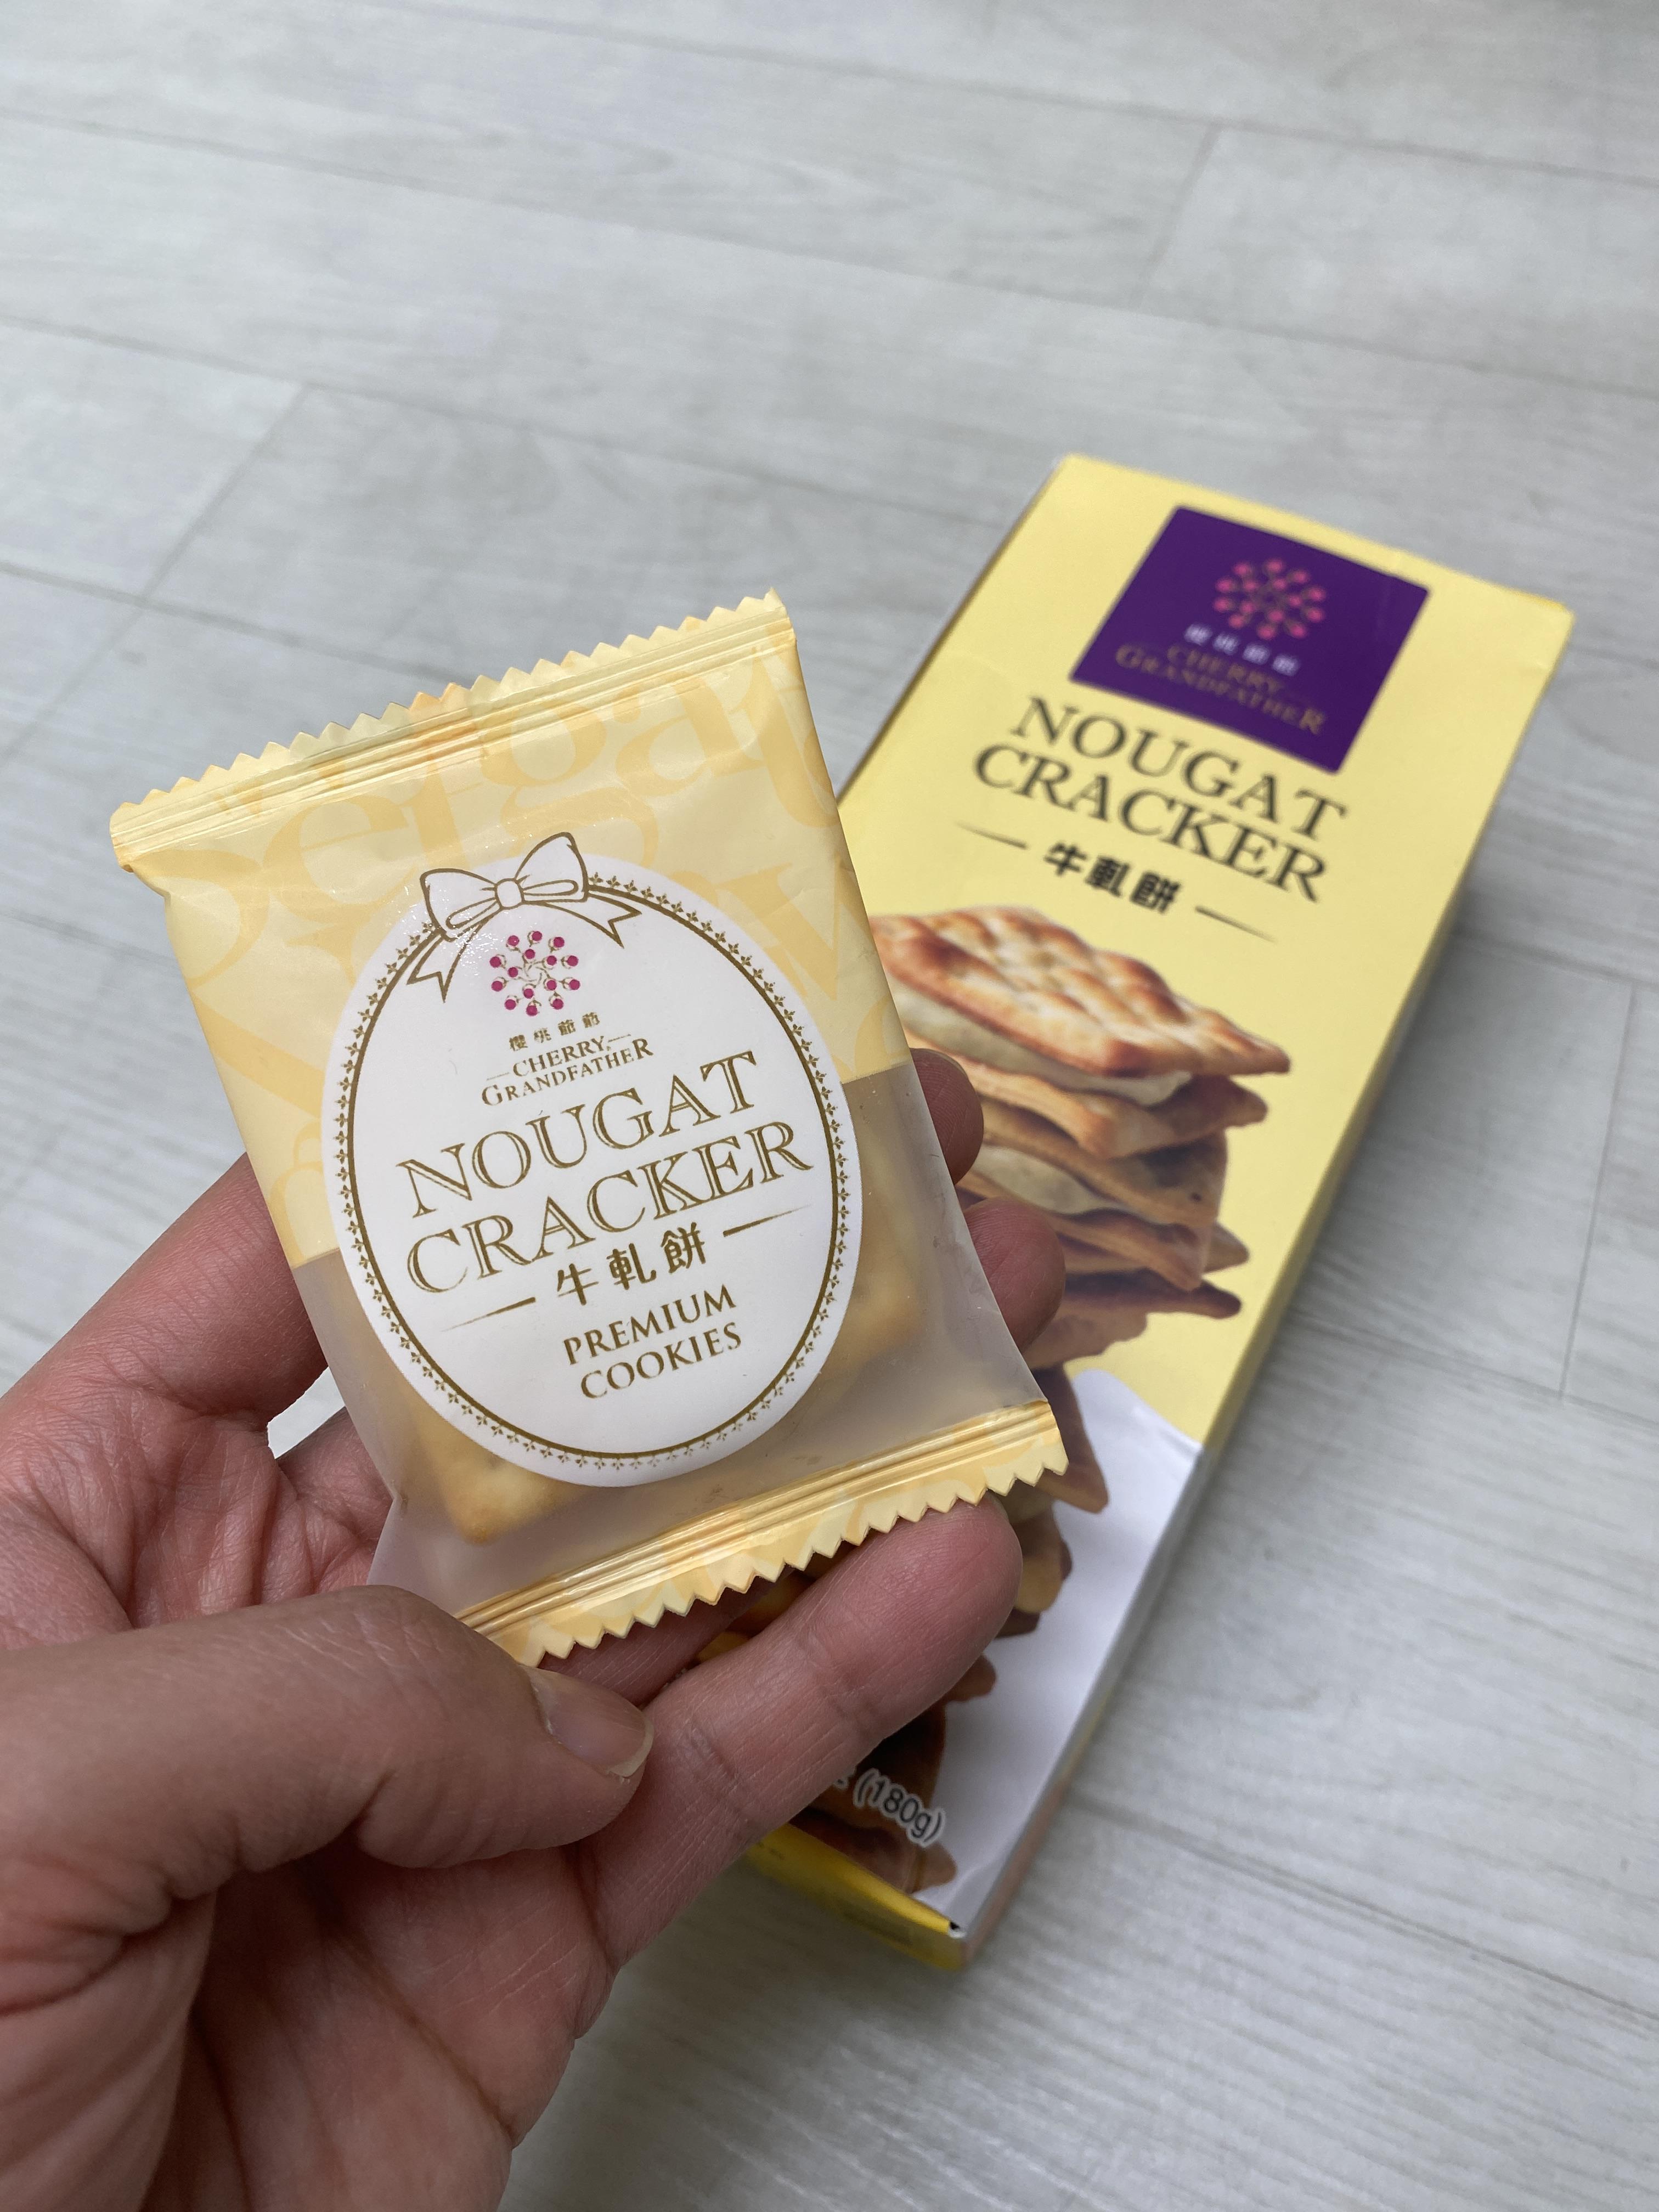 櫻桃爺爺
CHERRY
GRANDFATHER
NOUGAT
CRACKER
牛軋餅
PREMIUM
COOKIES
櫻桃爺爺
CHERRY
GRANDFATHER
NOUGAT
CRACKER
牛軋餅
(180g)